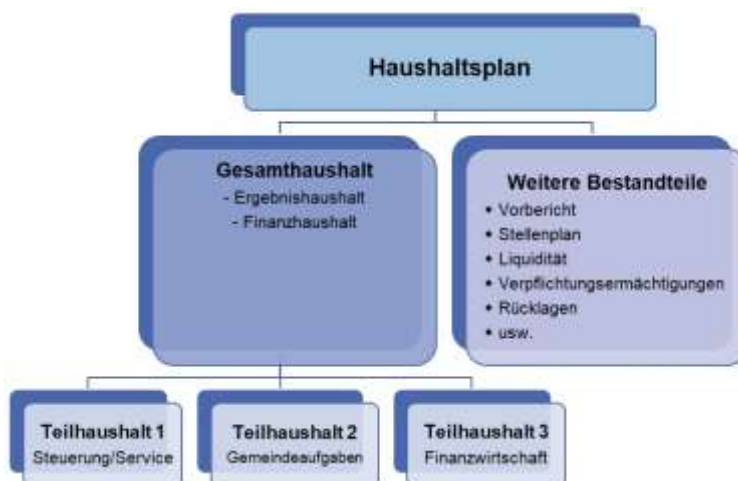 Haushaltsplan
Gesamthaushalt
- Ergebnishaushalt
- Finanzhaushalt
Weitere Bestandteile
• Vorbericht
• Stellenplan
• Liquidität
• Verpflichtungsermächtigungen
• Rücklagen
• usw.
Teilhaushalt 1
Steuerung/Service
Teilhaushalt 2
Gemeindeaufgaben
Teilhaushalt 3
Finanzwirtschaft